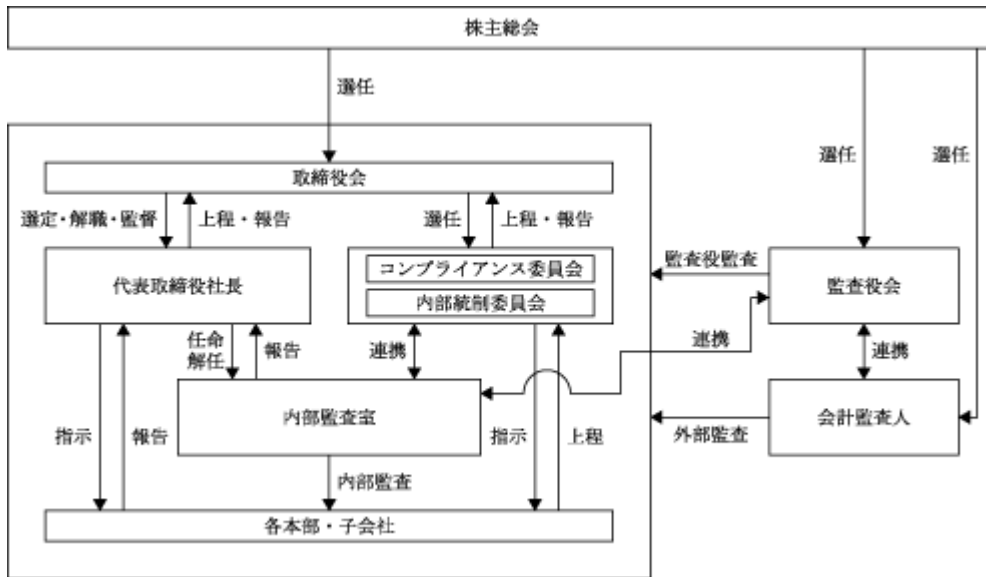 株主総会
選任
選任
選任
取締役会
選定・解職・監督
上程・報告
選任
上程・報告
代表取締役社長
コンプライアンス委員会
内部統制委員会
監査役監査
監査役会
任命
解任
報告
連携
連携
連携
内部監査室
会計監査人
指示
報告
指示
上程
外部監査
内部監査
各本部・子会社